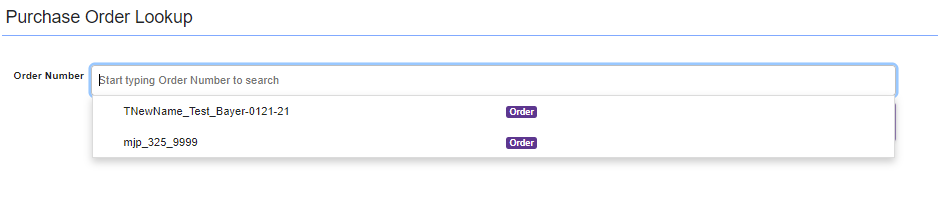 Purchase Order Lookup
Order Number
Start typing Order Number to search
TNewName_Test_Bayer-0121-21 Order
mjp_325_9999 Order